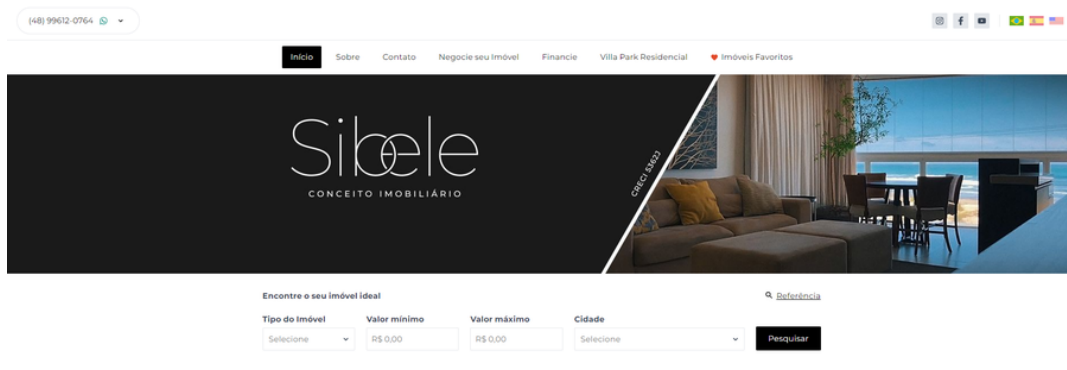 (48) 99612-0764
Início Sobre Contato Negocie seu Imóvel Financie Villa Park Residencial Imóveis Favoritos
Sibele
CONCEITO IMOBILIÁRIO
CRECI 53623
Encontre o seu imóvel ideal
Referência
Tipo do Imóvel Valor mínimo Valor máximo Cidade
Selecione R$ 0,00 R$ 0,00 Selecione Pesquisar